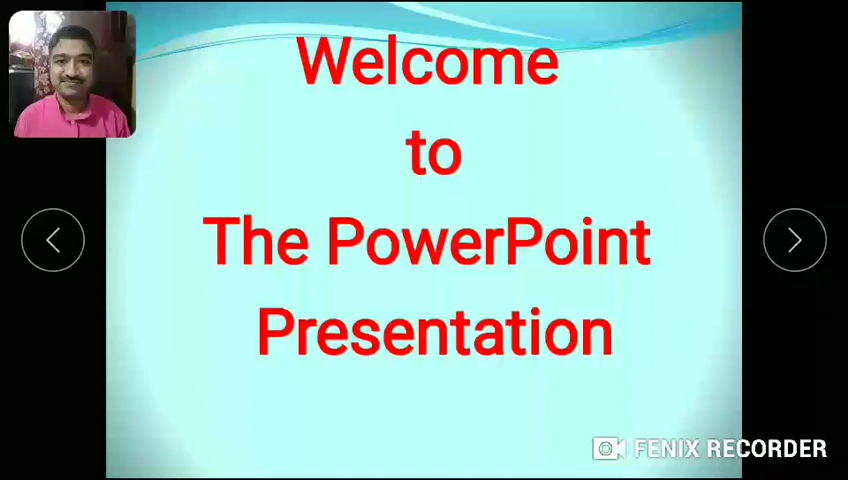 Welcome
to
The PowerPoint
Presentation
FENIX RECORDER